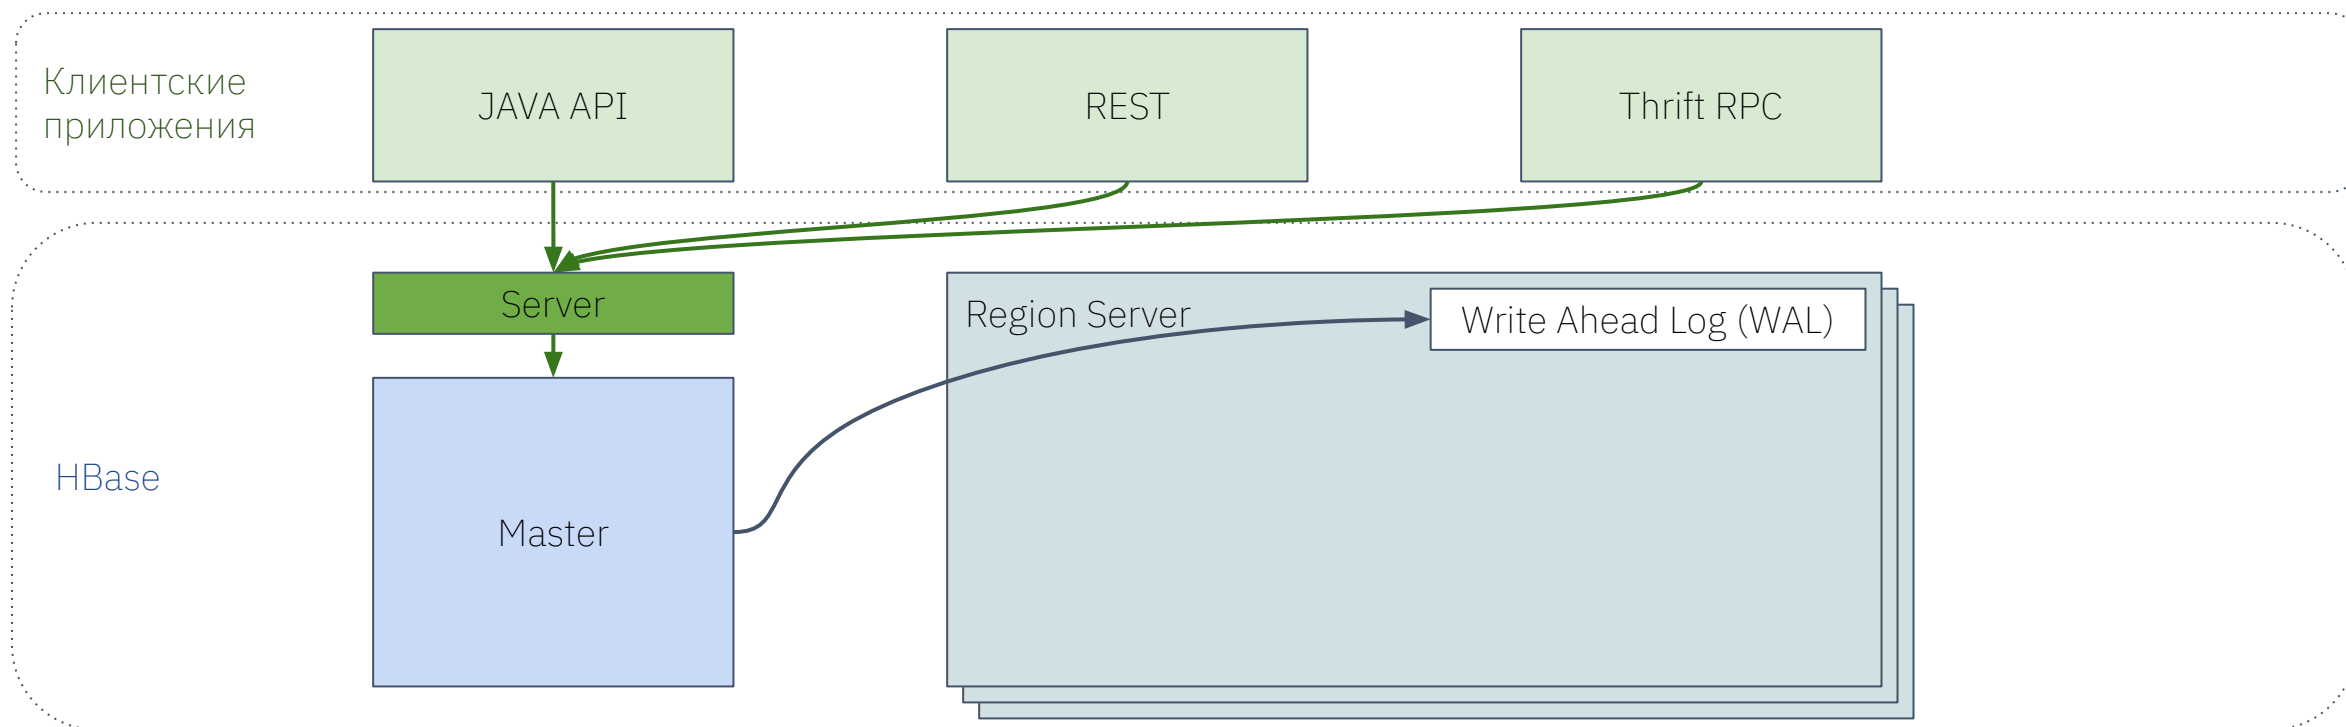 Клиентские
приложения
JAVA API
REST
Thrift RPC
Server
Region Server
Write Ahead Log (WAL)
HBase
Master